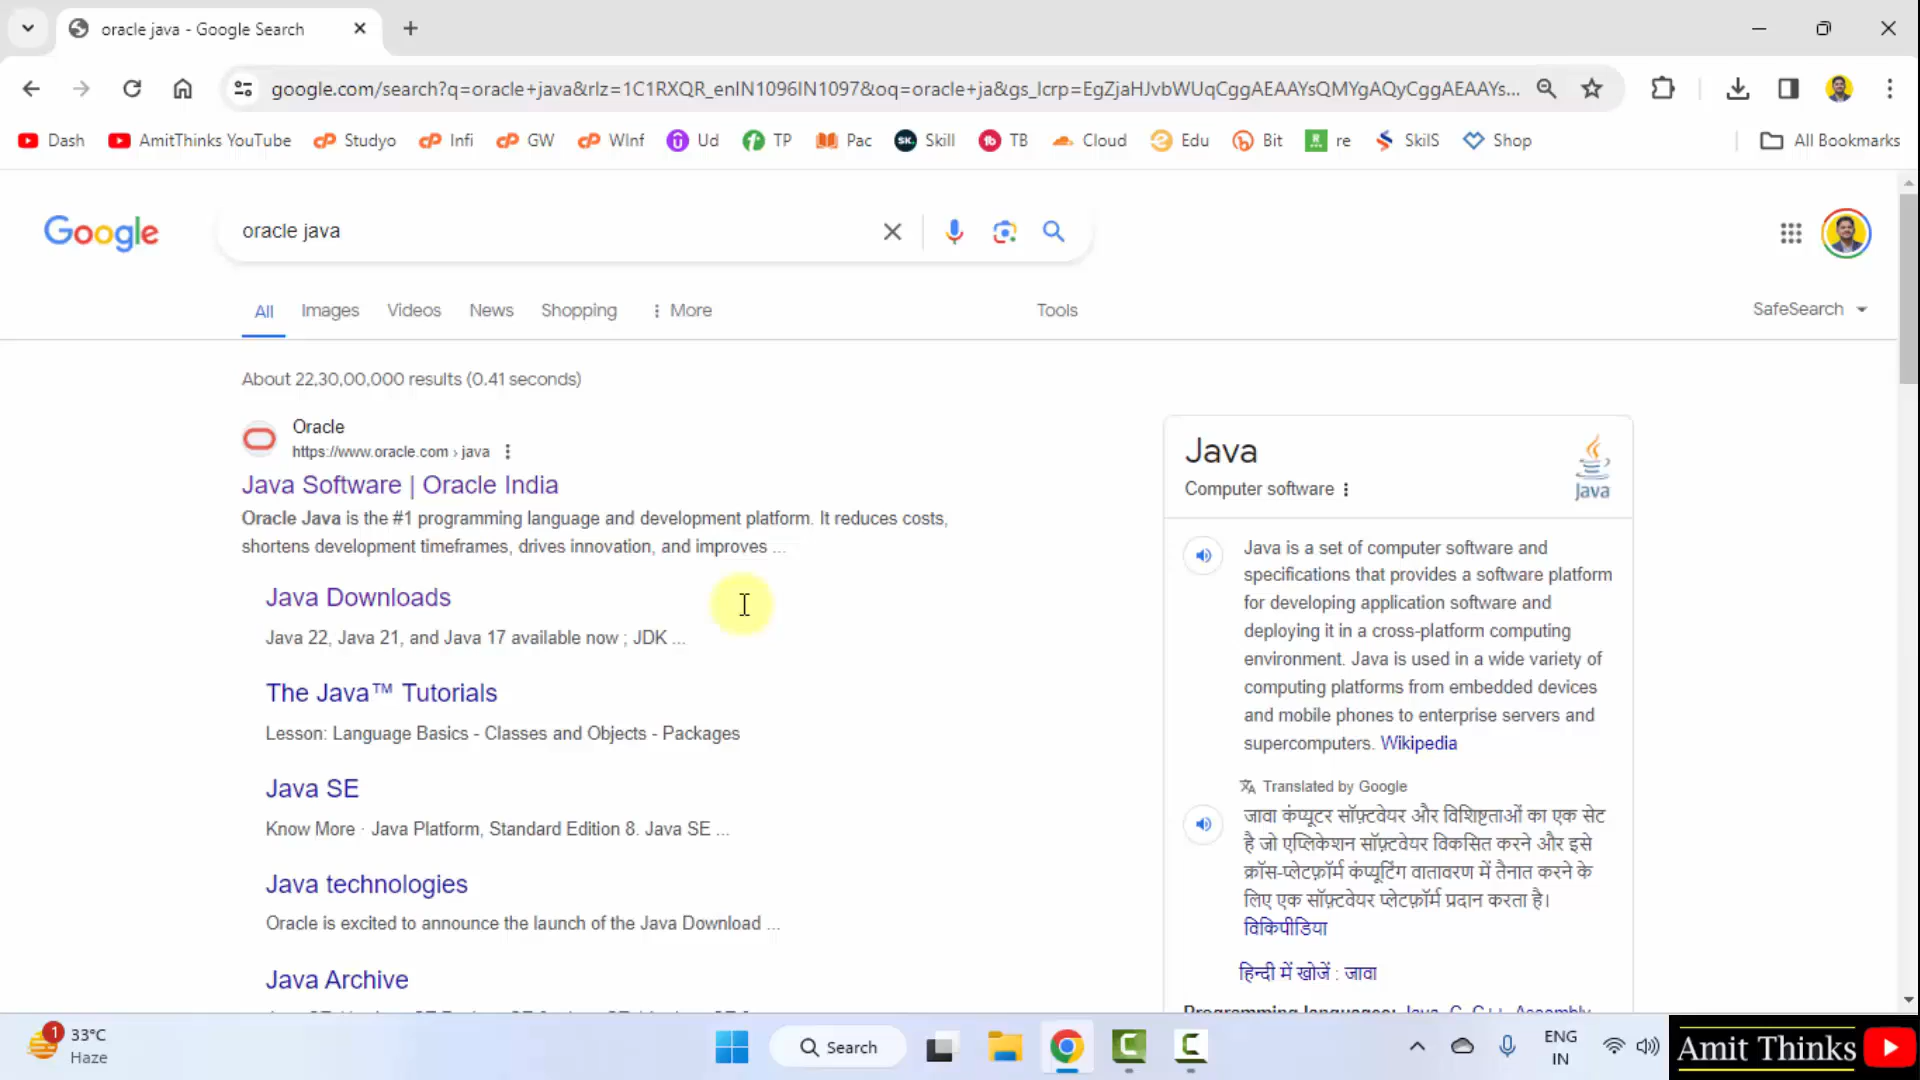 oracle java - Google Search
google.com/search?q=oracle+java&rlz=1C1RXQR_enIN1096IN1097&oq=oracle+ja&gs_lcrp=EgZjaHJvbWUqCggAEAAYsQMYgAQyCggAEAAYs...
Dash AmitThinks YouTube Studyo Infi GW WInf Ud TP Pac Skill TB Cloud Edu Bit re SkilS Shop All Bookmarks
Google oracle java
All Images Videos News Shopping More Tools SafeSearch
About 22,30,00,000 results (0.41 seconds)
Oracle
https://www.oracle.com › java
Java Software | Oracle India
Oracle Java is the #1 programming language and development platform. It reduces costs,
shortens development timeframes, drives innovation, and improves ...
Java Downloads
Java 22, Java 21, and Java 17 available now ; JDK ...
The Java™ Tutorials
Lesson: Language Basics - Classes and Objects - Packages
Java SE
Know More · Java Platform, Standard Edition 8. Java SE ...
Java technologies
Oracle is excited to announce the launch of the Java Download ...
Java Archive
Java
Computer software
Java
Java is a set of computer software and
specifications that provides a software platform
for developing application software and
deploying it in a cross-platform computing
environment. Java is used in a wide variety of
computing platforms from embedded devices
and mobile phones to enterprise servers and
supercomputers. Wikipedia
Translated by Google
जावा कंप्यूटर सॉफ़्टवेयर और विशिष्टताओं का एक सेट
है जो एप्लिकेशन सॉफ़्टवेयर विकसित करने और इसे
क्रॉस-प्लेटफ़ॉर्म कंप्यूटिंग वातावरण में तैनात करने के
लिए एक सॉफ़्टवेयर प्लेटफ़ॉर्म प्रदान करता है।
विकिपीडिया
हिन्दी में खोजें : जावा
Programming languages: Java, C, C++, Assembly
1
33°C
Haze
Search
ENG
IN
Amit Thinks